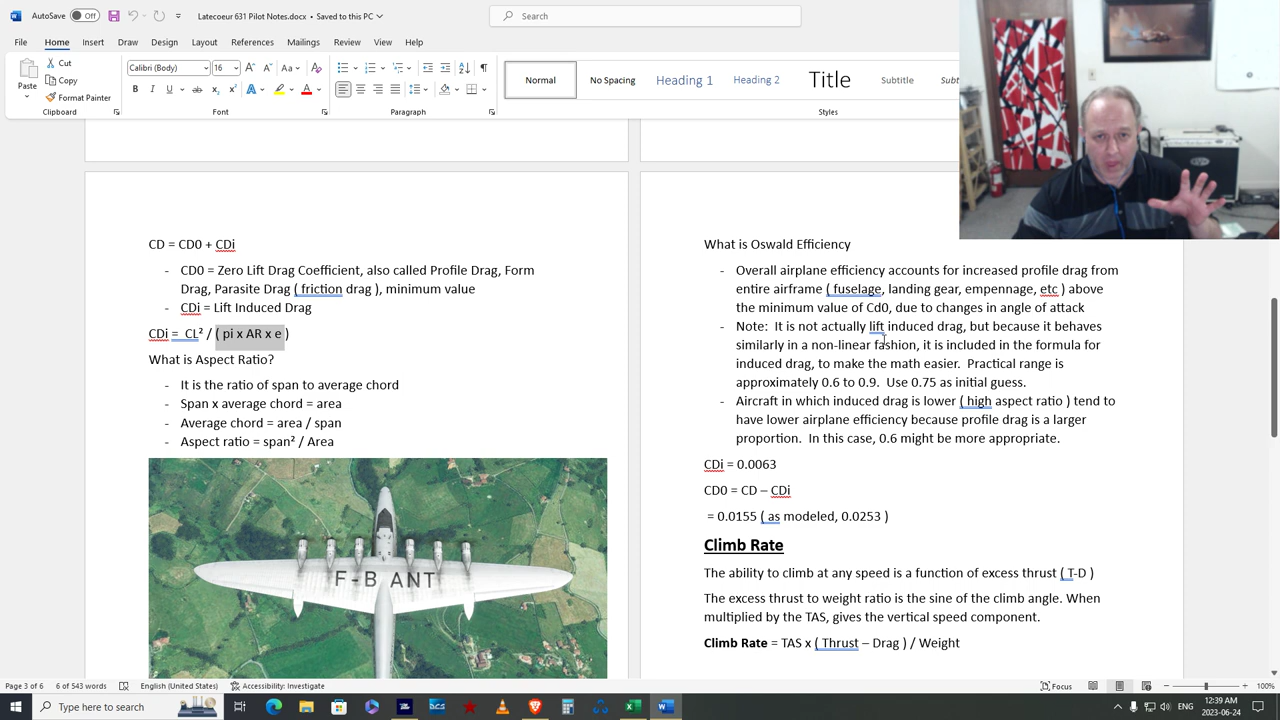 AutoSave
Off
Latecoeur 631 Pilot Notes.docx • Saved to this PC
Search
File
Home
Insert
Draw
Design
Layout
References
Mailings
Review
View
Help
Paste
Cut
Copy
Format Painter
Calibri (Body)
16
Normal
No Spacing
Heading 1
Heading 2
Title
Subtitle
Clipboard
Font
Paragraph
Styles
CD = CD0 + CDi
- CD0 = Zero Lift Drag Coefficient, also called Profile Drag, Form
Drag, Parasite Drag ( friction drag ), minimum value
- CDi = Lift Induced Drag
CDi = CL² / ( pi x AR x e )
What is Aspect Ratio?
- It is the ratio of span to average chord
- Span x average chord = area
- Average chord = area / span
- Aspect ratio = span² / Area
F-B ANT
What is Oswald Efficiency
- Overall airplane efficiency accounts for increased profile drag from
entire airframe ( fuselage, landing gear, empennage, etc ) above
the minimum value of Cd0, due to changes in angle of attack
- Note: It is not actually lift induced drag, but because it behaves
similarly in a non-linear fashion, it is included in the formula for
induced drag, to make the math easier. Practical range is
approximately 0.6 to 0.9. Use 0.75 as initial guess.
- Aircraft in which induced drag is lower ( high aspect ratio ) tend to
have lower airplane efficiency because profile drag is a larger
proportion. In this case, 0.6 might be more appropriate.
CDi = 0.0063
CD0 = CD – CDi
= 0.0155 ( as modeled, 0.0253 )
Climb Rate
The ability to climb at any speed is a function of excess thrust ( T-D )
The excess thrust to weight ratio is the sine of the climb angle. When
multiplied by the TAS, gives the vertical speed component.
Climb Rate = TAS x ( Thrust – Drag ) / Weight
Page 3 of 6
6 of 543 words
English (United States)
Accessibility: Investigate
Focus
100%
Type here to search
ENG
12:39 AM
2023-06-24